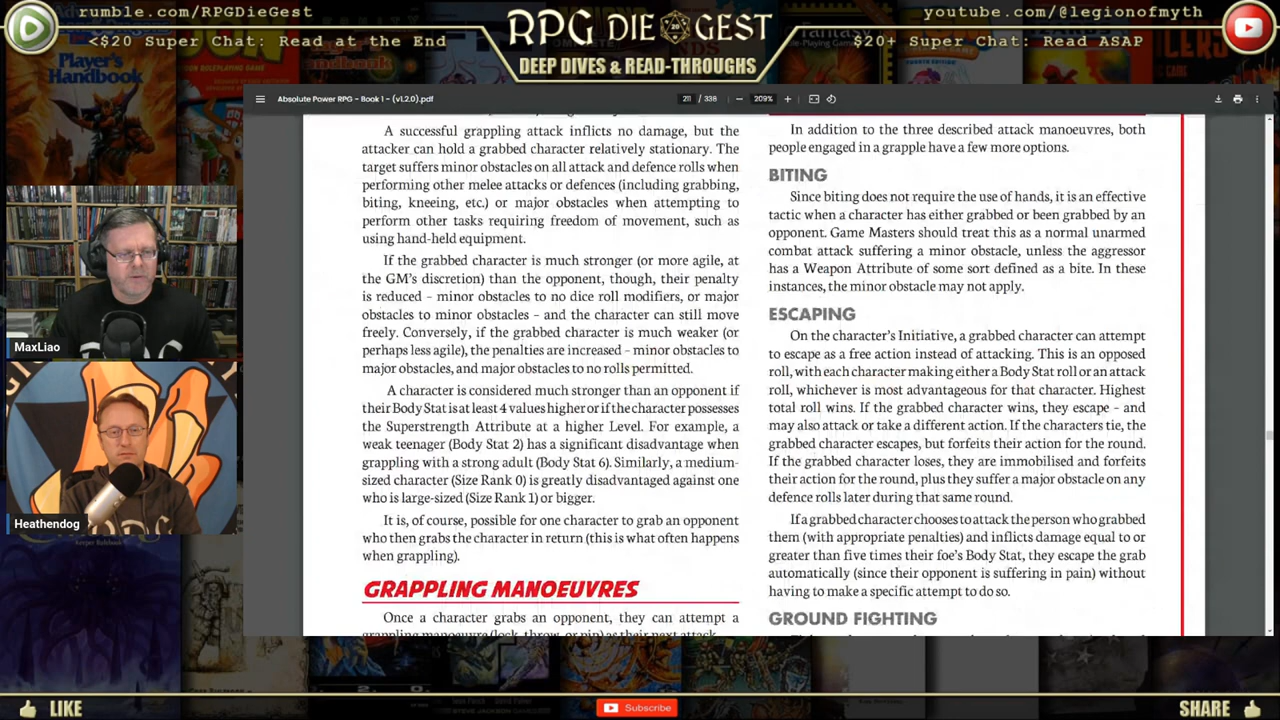 rumble.com/RPGDieGest
<$20 Super Chat: Read at the End
RPG DIE GEST
DEEP DIVES & READ-THROUGHS
youtube.com/@legionofmyth
$20+ Super Chat: Read ASAP
Player's
Handbook
Absolute Power RPG - Book 1 - (v1.2.0).pdf
211 / 338
209%
A successful grappling attack inflicts no damage, but the
attacker can hold a grabbed character relatively stationary. The
target suffers minor obstacles on all attack and defence rolls when
performing other melee attacks or defences (including grabbing,
biting, kneeing, etc.) or major obstacles when attempting to
perform other tasks requiring freedom of movement, such as
using hand-held equipment.
If the grabbed character is much stronger (or more agile, at
the GM's discretion) than the opponent, though, their penalty
is reduced – minor obstacles to no dice roll modifiers, or major
obstacles to minor obstacles – and the character can still move
freely. Conversely, if the grabbed character is much weaker (or
perhaps less agile), the penalties are increased – minor obstacles to
major obstacles, and major obstacles to no rolls permitted.
A character is considered much stronger than an opponent if
their Body Stat is at least 4 values higher or if the character possesses
the Superstrength Attribute at a higher Level. For example, a
weak teenager (Body Stat 2) has a significant disadvantage when
grappling with a strong adult (Body Stat 6). Similarly, a medium-
sized character (Size Rank 0) is greatly disadvantaged against one
who is large-sized (Size Rank 1) or bigger.
It is, of course, possible for one character to grab an opponent
who then grabs the character in return (this is what often happens
when grappling).
GRAPPLING MANOEUVRES
Once a character grabs an opponent, they can attempt a
grappling manoeuvre (lock, throw, or pin) as their next attack.
In addition to the three described attack manoeuvres, both
people engaged in a grapple have a few more options.
BITING
Since biting does not require the use of hands, it is an effective
tactic when a character has either grabbed or been grabbed by an
opponent. Game Masters should treat this as a normal unarmed
combat attack suffering a minor obstacle, unless the aggressor
has a Weapon Attribute of some sort defined as a bite. In these
instances, the minor obstacle may not apply.
ESCAPING
On the character's Initiative, a grabbed character can attempt
to escape as a free action instead of attacking. This is an opposed
roll, with each character making either a Body Stat roll or an attack
roll, whichever is most advantageous for that character. Highest
total roll wins. If the grabbed character wins, they escape – and
may also attack or take a different action. If the characters tie, the
grabbed character escapes, but forfeits their action for the round.
If the grabbed character loses, they are immobilised and forfeits
their action for the round, plus they suffer a major obstacle on any
defence rolls later during that same round.
If a grabbed character chooses to attack the person who grabbed
them (with appropriate penalties) and inflicts damage equal to or
greater than five times their foe's Body Stat, they escape the grab
automatically (since their opponent is suffering in pain) without
having to make a specific attempt to do so.
GROUND FIGHTING
MaxLiao
Heathendog
LIKE
Subscribe
SHARE